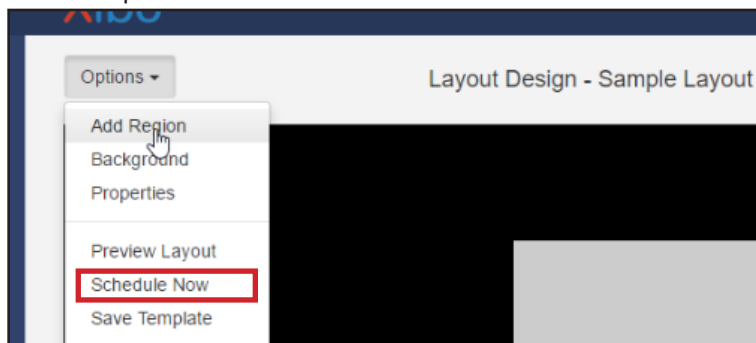 Options
Layout Design - Sample Layout
Add Region
Background
Properties
Preview Layout
Schedule Now
Save Template